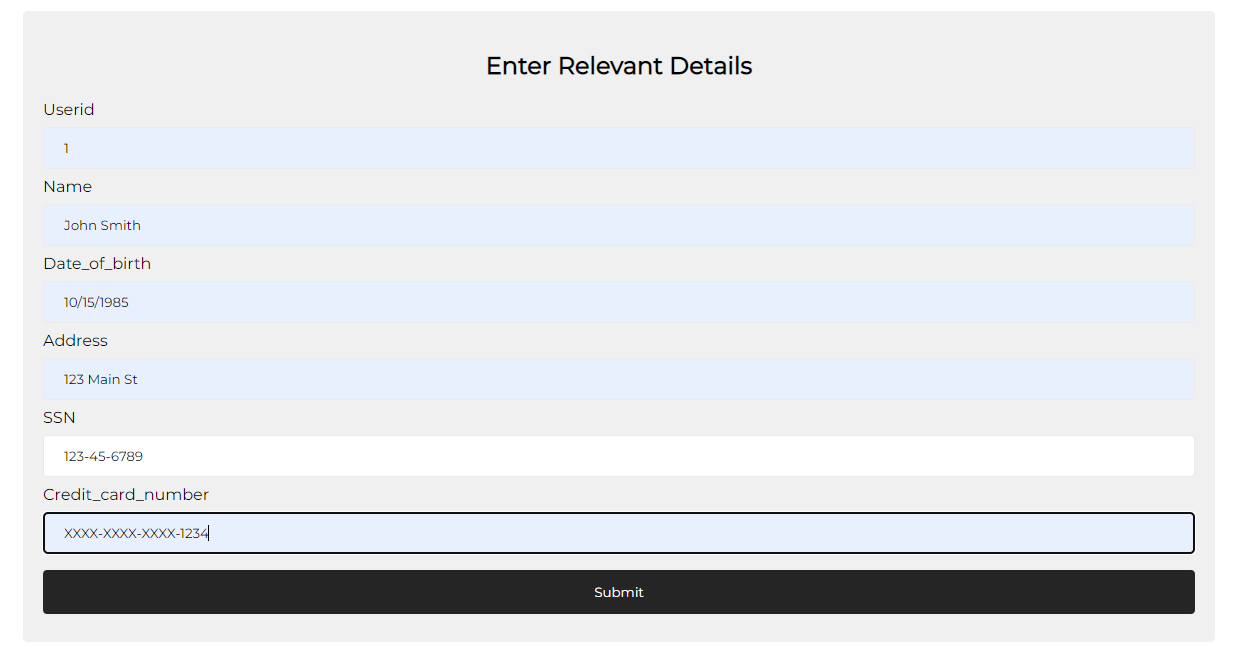 Enter Relevant Details
Userid
1
Name
John Smith
Date_of_birth
10/15/1985
Address
123 Main St
SSN
123-45-6789
Credit_card_number
XXXX-XXXX-XXXX-1234
Submit